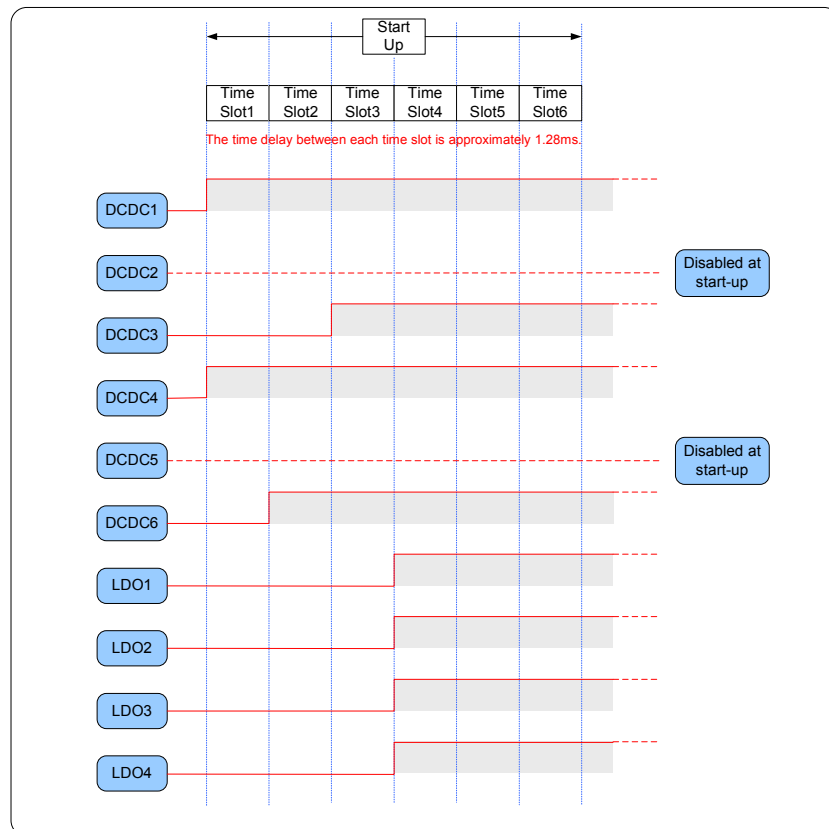 Start
Up
Time Slot1
Time Slot2
Time Slot3
Time Slot4
Time Slot5
Time Slot6
The time delay between each time slot is approximately 1.28ms.
DCDC1
DCDC2
Disabled at
start-up
DCDC3
DCDC4
DCDC5
Disabled at
start-up
DCDC6
LDO1
LDO2
LDO3
LDO4